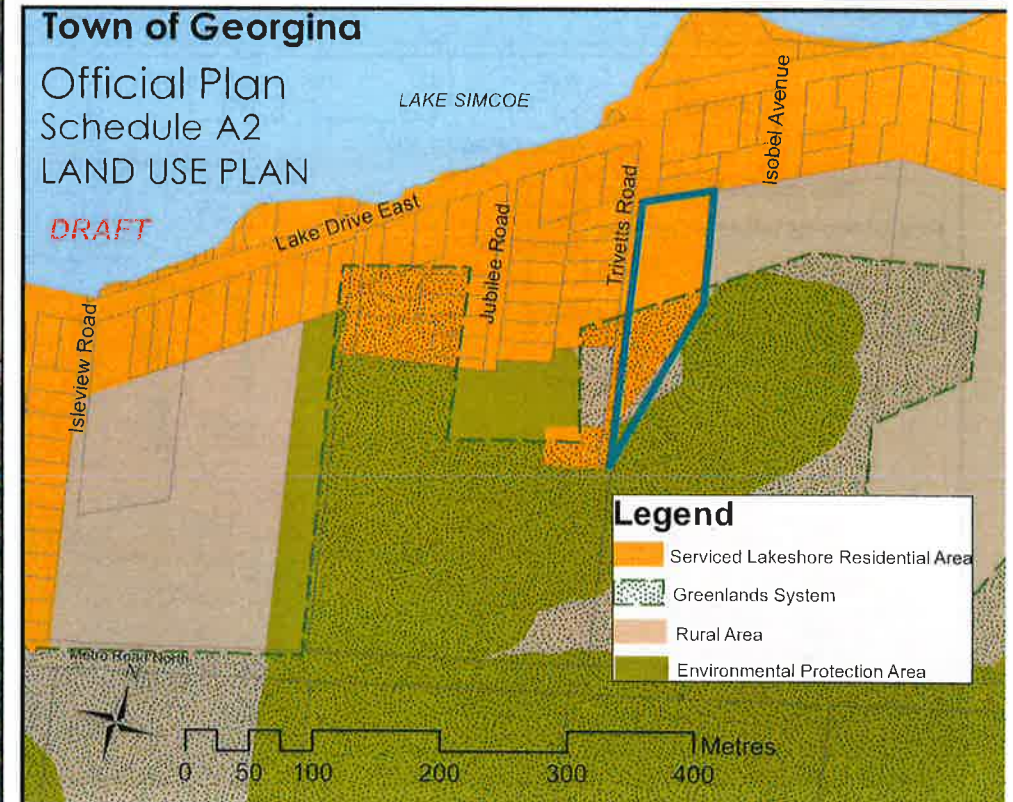 Town of Georgina
Official Plan
Schedule A2
LAND USE PLAN
DRAFT
LAKE SIMCOE
Isobel Avenue
Lake Drive East
Jubilee Road
Trivetts Road
Isleview Road
Metro Road North
N
Legend
Serviced Lakeshore Residential Area
Greenlands System
Rural Area
Environmental Protection Area
Metres
0 50 100 200 300 400